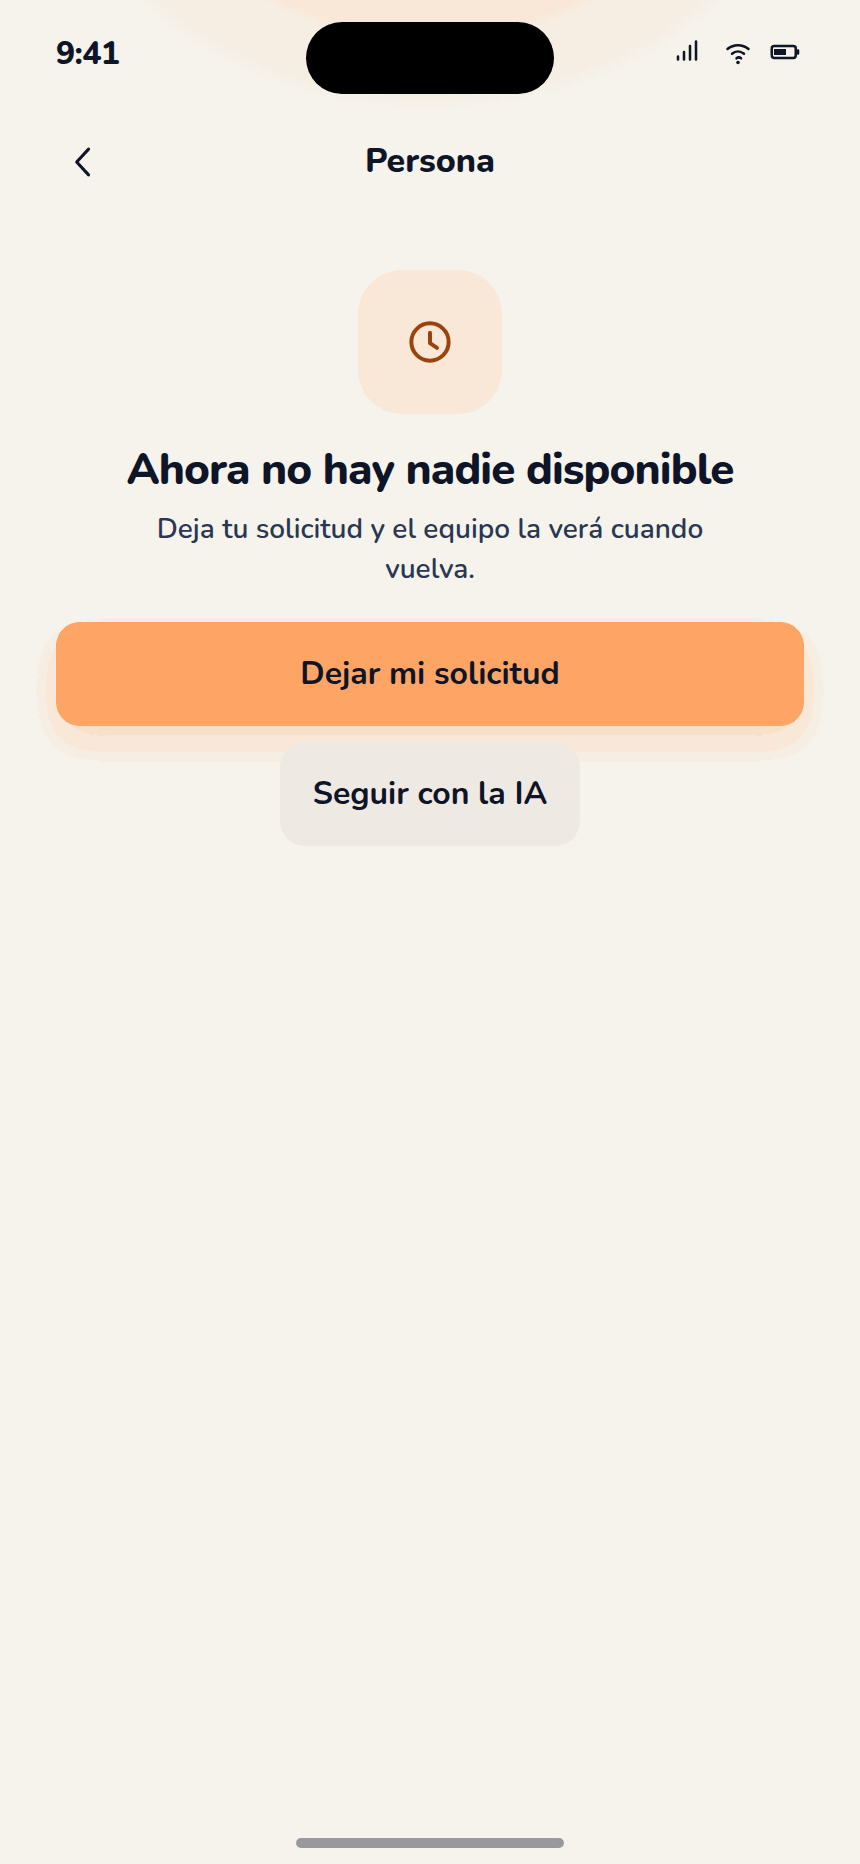 9:41
Persona
Ahora no hay nadie disponible
Deja tu solicitud y el equipo la verá cuando
vuelva.
Dejar mi solicitud
Seguir con la IA